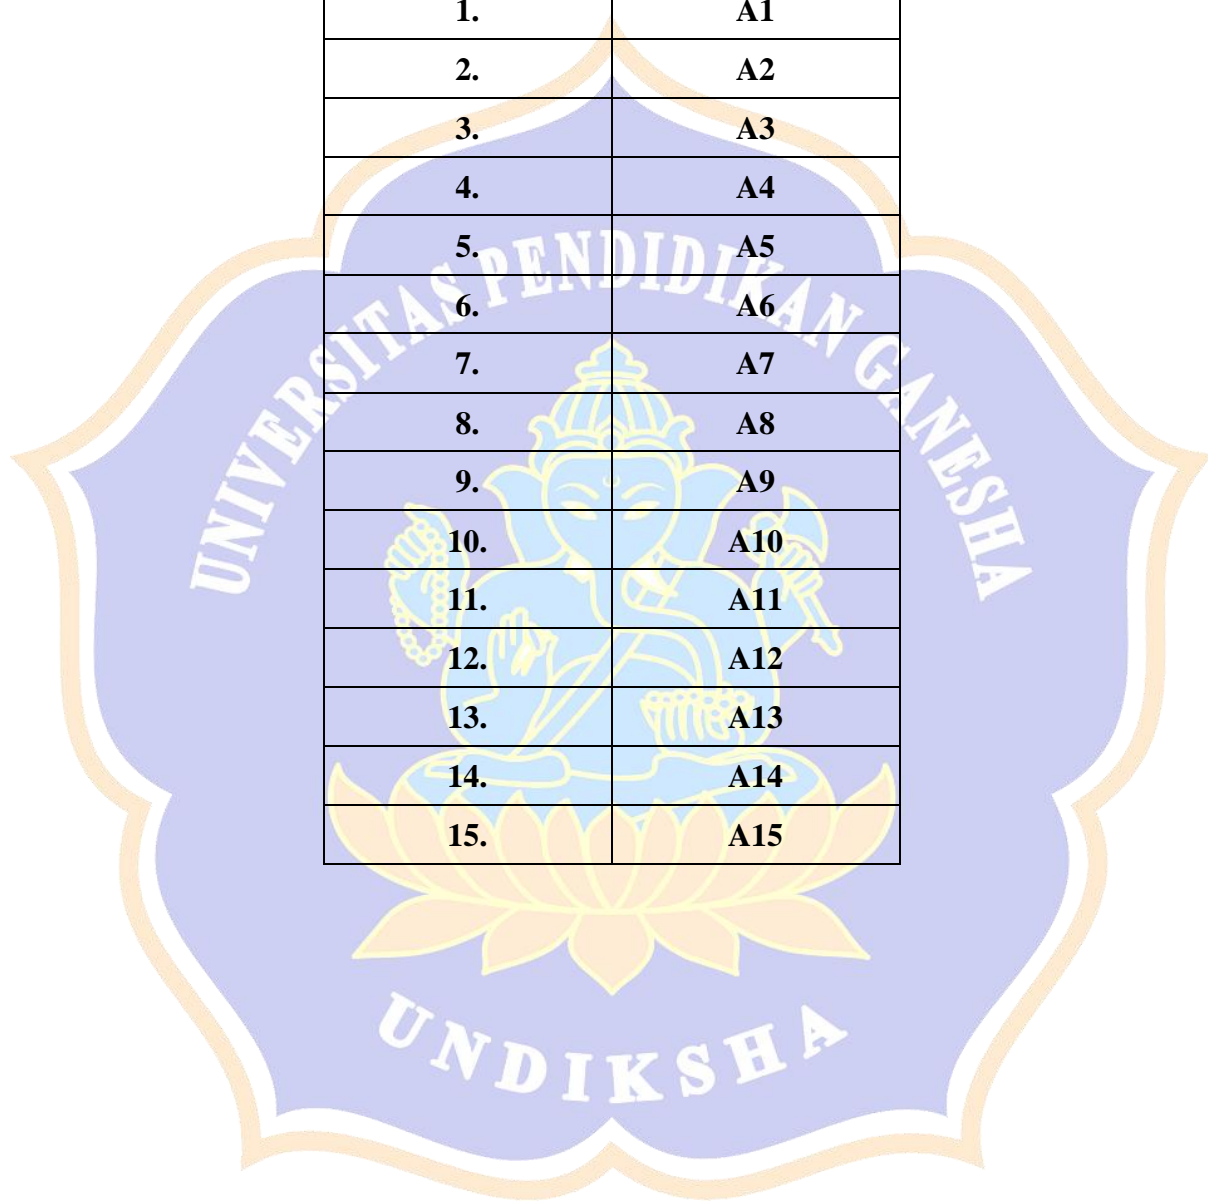 1. A1
2. A2
3. A3
4. A4
5. A5
6. A6
7. A7
8. A8
9. A9
10. A10
11. A11
12. A12
13. A13
14. A14
15. A15
UNIVERSITAS PENDIDIKAN GANESHA
UNDIKSHA